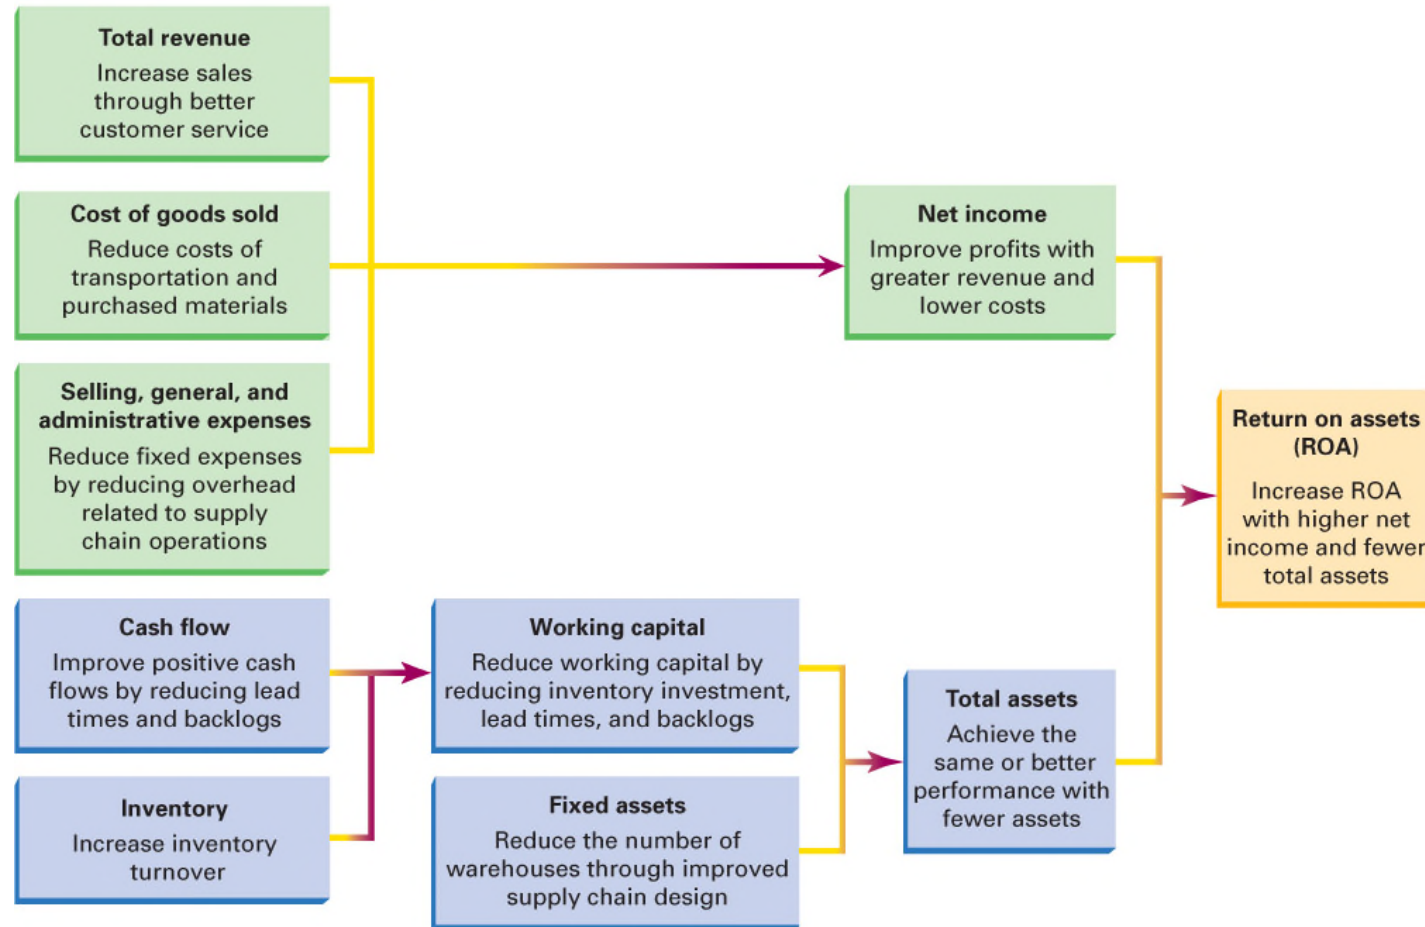 Total revenue
Increase sales
through better
customer service
Cost of goods sold
Reduce costs of
transportation and
purchased materials
Selling, general, and
administrative expenses
Reduce fixed expenses
by reducing overhead
related to supply
chain operations
Net income
Improve profits with
greater revenue and
lower costs
Return on assets
(ROA)
Increase ROA
with higher net
income and fewer
total assets
Cash flow
Improve positive cash
flows by reducing lead
times and backlogs
Inventory
Increase inventory
turnover
Working capital
Reduce working capital by
reducing inventory investment,
lead times, and backlogs
Fixed assets
Reduce the number of
warehouses through improved
supply chain design
Total assets
Achieve the
same or better
performance with
fewer assets